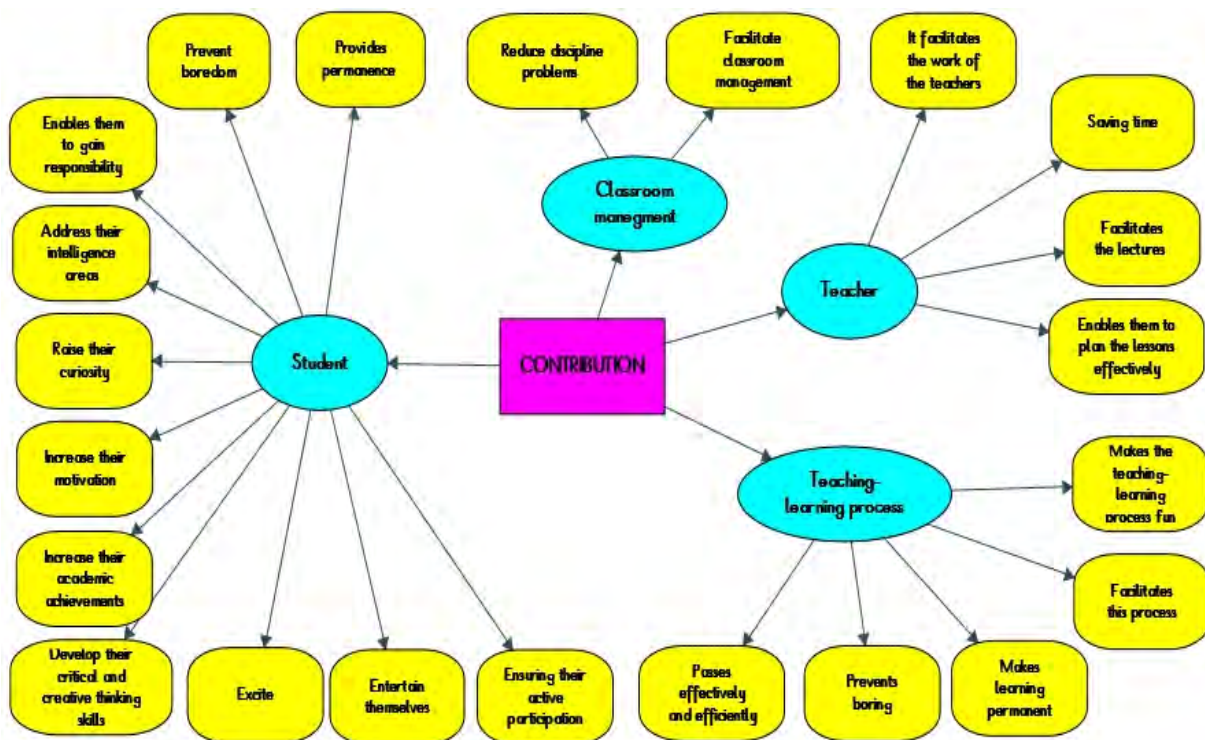 Prevent
boredom
Provides
permanence
Reduce discipline
problems
Facilitate
classroom
management
It facilitates
the work of
the teachers
Enables them
to gain
responsibility
Saving time
Classroom
managment
Address their
intelligence
areas
Facilitates
the lectures
Teacher
Raise their
curiosity
Student
CONTRIBUTION
Enables them to
plan the lessons
effectively
Increase their
motivation
Teaching-
learning process
Makes the
teaching-
learning
process fun
Increase their
academic
achievements
Facilitates
this process
Develop their
critical and
creative thinking
skills
Excite
Entertain
themselves
Ensuring their
active
participation
Passes
effectively
and efficiently
Prevents
boring
Makes
learning
permanent